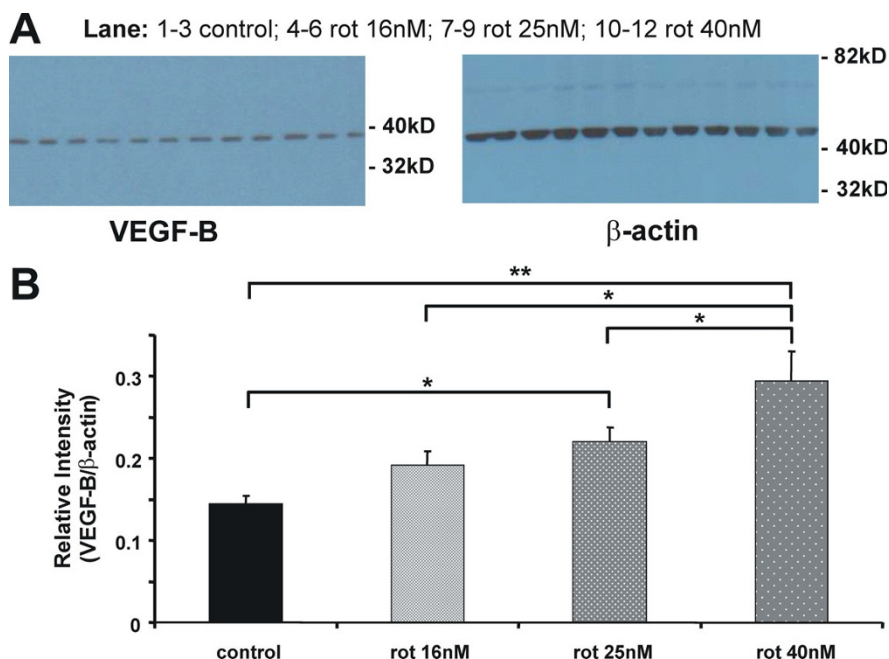 A Lane: 1-3 control; 4-6 rot 16nM; 7-9 rot 25nM; 10-12 rot 40nM
- 82kD
- 40kD
- 32kD
- 40kD
- 32kD
VEGF-B
β-actin
B
**
*
*
*
Relative Intensity
(VEGF-B/β-actin)
0.3
0.2
0.1
0
control rot 16nM rot 25nM rot 40nM